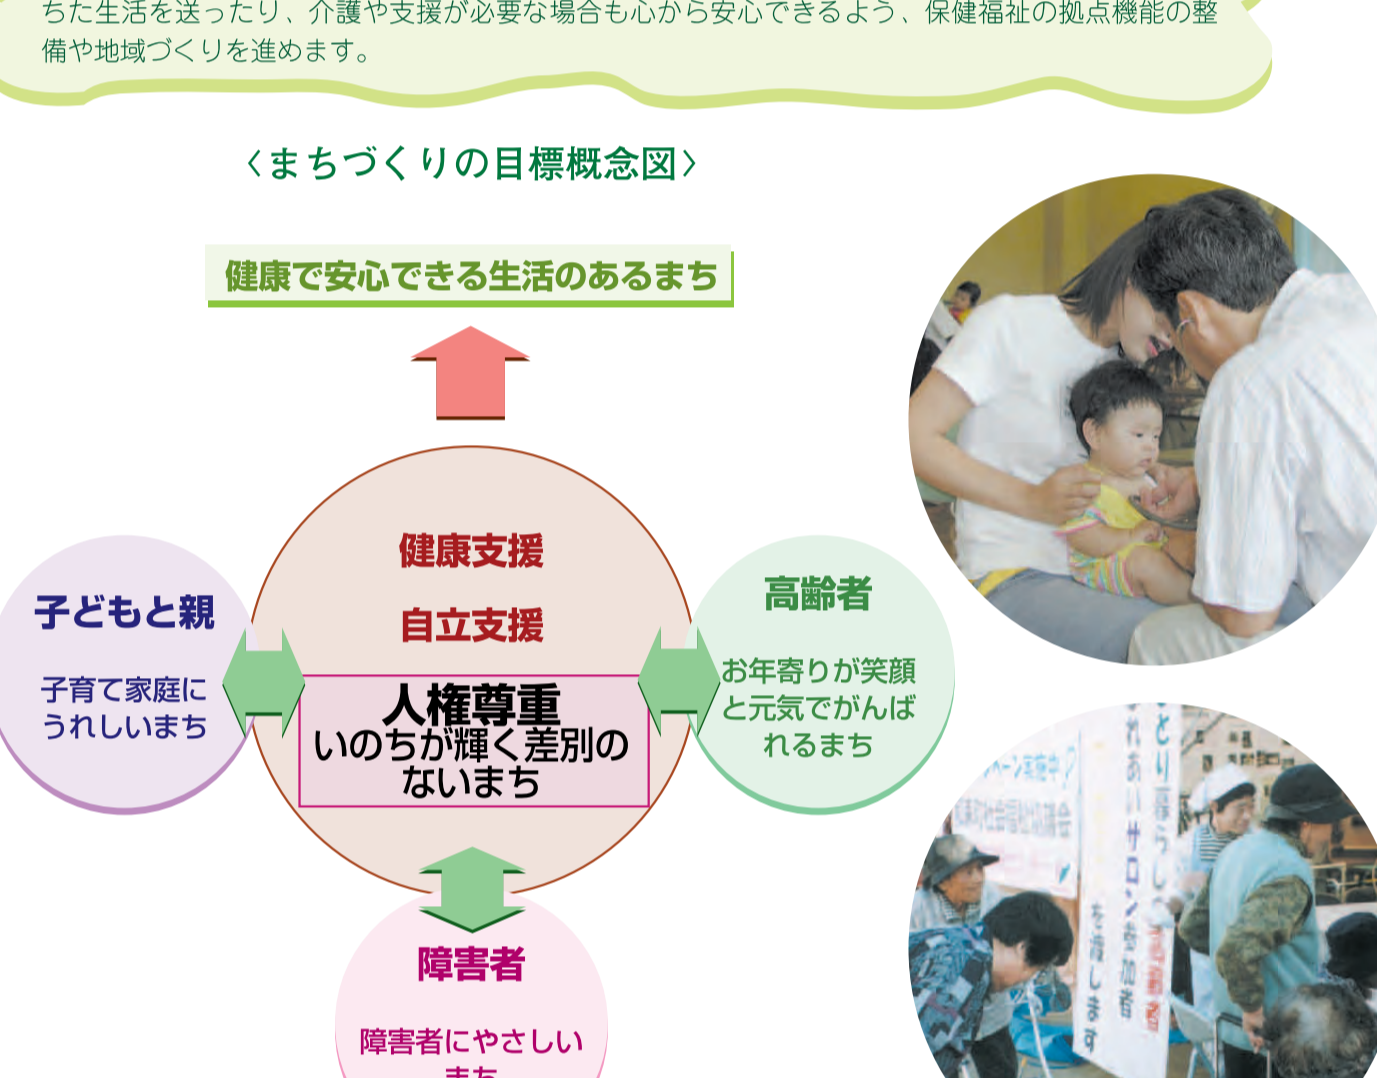 ちた生活を送ったり、介護や支援が必要な場合も心から安心できるよう、保健福祉の拠点機能の整
備や地域づくりを進めます。
〈まちづくりの目標概念図〉
健康で安心できる生活のあるまち
健康支援
自立支援
人権尊重
いのちが輝く差別の
ないまち
子どもと親
子育て家庭に
うれしいまち
高齢者
お年寄りが笑顔
と元気でがんば
れるまち
障害者
障害者にやさしい
まち
とり暮らしの高齢者
れあいサロン参加者
を渡します